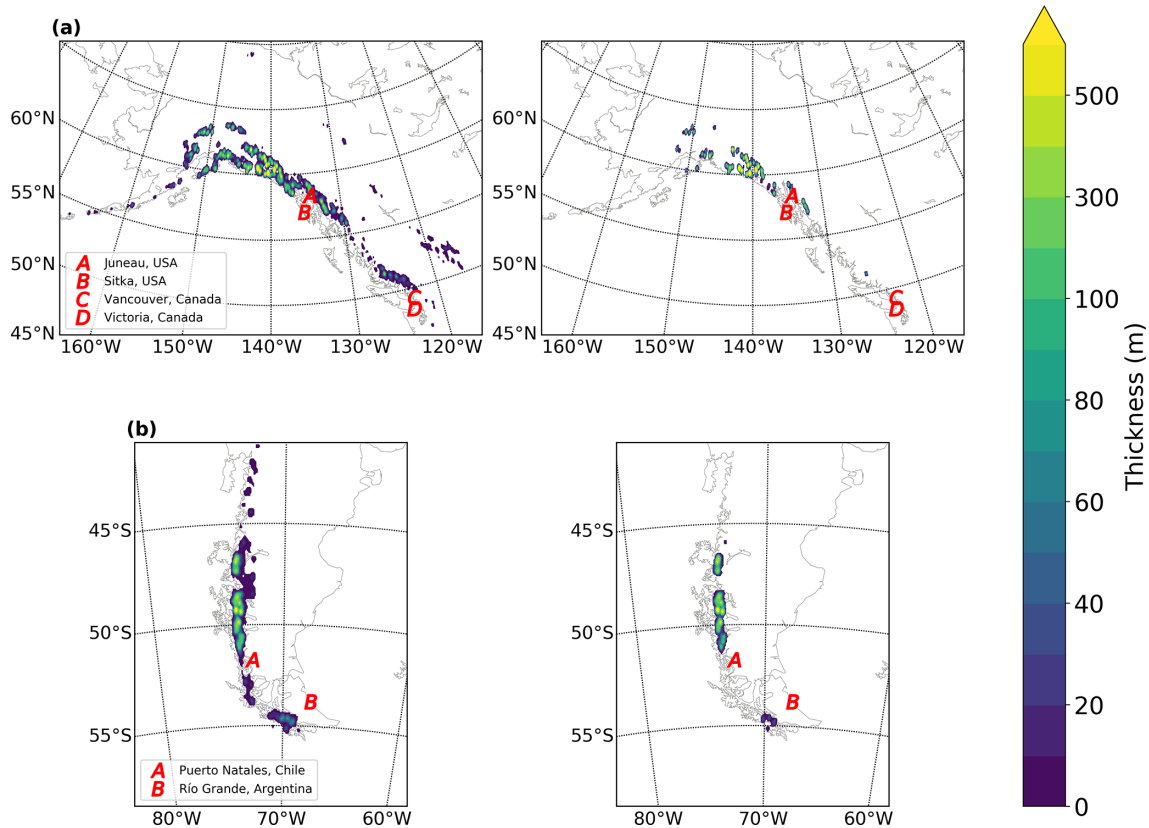 (a)
60°N
55°N
50°N
45°N
A Juneau, USA
B Sitka, USA
C Vancouver, Canada
D Victoria, Canada
A
B
C
D
160°W 150°W 140°W 130°W 120°W
60°N
55°N
50°N
45°N
A
B
C
D
160°W 150°W 140°W 130°W 120°W
(b)
45°S
50°S
55°S
A
B
A Puerto Natales, Chile
B Río Grande, Argentina
80°W 70°W 60°W
45°S
50°S
55°S
A
B
80°W 70°W 60°W
500
300
100
80
60
40
20
0
Thickness (m)